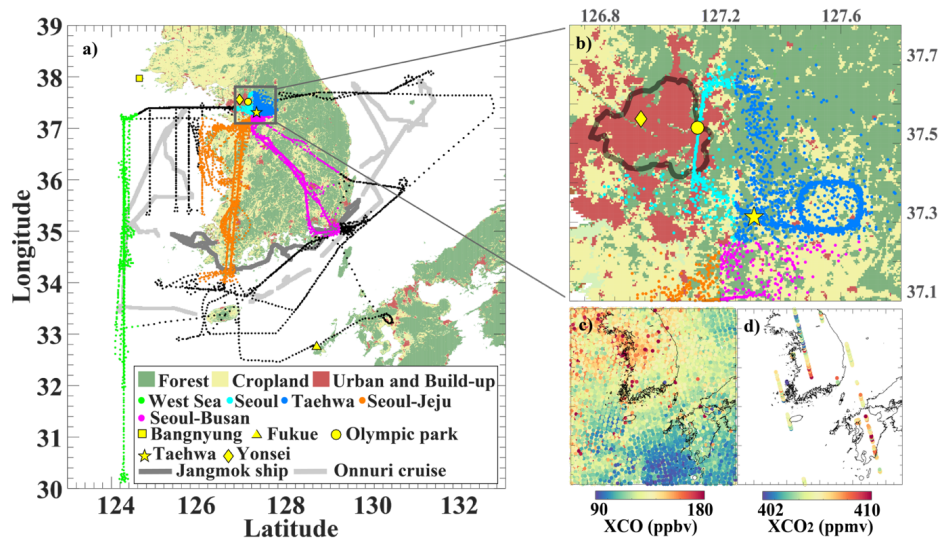 a)
39
38
37
36
35
34
33
32
31
30
Longitude
124
126
128
130
132
Latitude
Forest Cropland Urban and Build-up
West Sea Seoul Taehwa Seoul-Jeju
Seoul-Busan
Bangnyung Fukue Olympic park
Taehwa Yonsei
Jangmok ship Onnuri cruise
b)
126.8
127.2
127.6
37.7
37.5
37.3
37.1
c)
d)
90 180
XCO (ppbv)
402 410
XCO2 (ppmv)